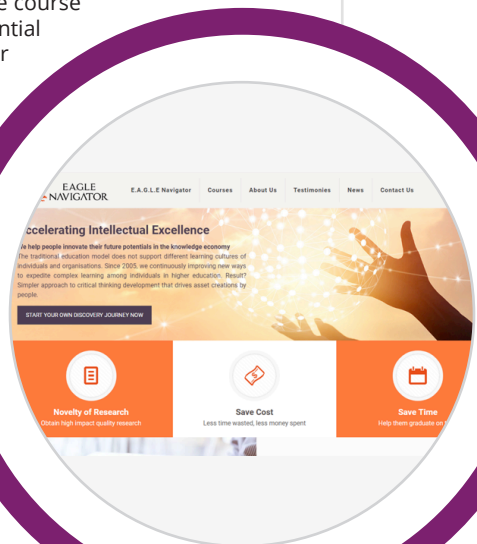 e course
ential
r
EAGLE
NAVIGATOR
E.A.G.L.E Navigator Courses About Us Testimonies News Contact Us
ccelerating Intellectual Excellence
We help people innovate their future potentials in the knowledge economy
The traditional education model does not support different learning cultures of
individuals and organisations. Since 2005, we continuously improving new ways
to expedite complex learning among individuals in higher education. Result?
Simpler approach to critical thinking development that drives asset creations by
people.
START YOUR OWN DISCOVERY JOURNEY NOW
Novelty of Research
Obtain high impact quality research
Save Cost
Less time wasted, less money spent
Save Time
Help them graduate on